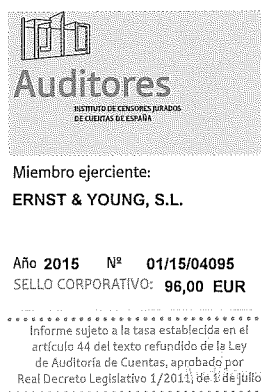 Auditores
INSTITUTO DE CENSORES JURADOS
DE CUENTAS DE ESPAÑA
Miembro ejerciente:
ERNST & YOUNG, S.L.
Año 2015 Nº 01/15/04095
SELLO CORPORATIVO: 96,00 EUR
Informe sujeto a la tasa establecida en el
artículo 44 del texto refundido de la Ley
de Auditoría de Cuentas, aprobado por
Real Decreto Legislativo 1/2011, de 1 de julio